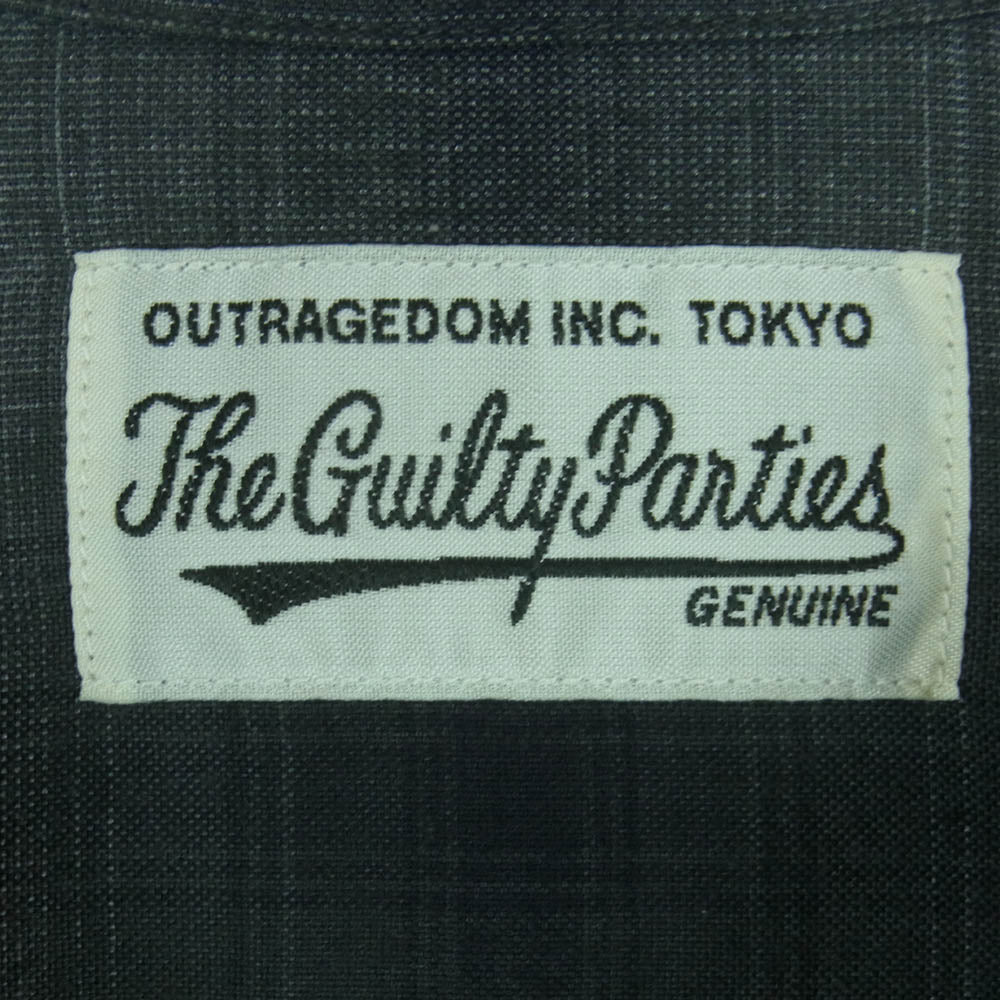 OUTRAGEDOM INC. TOKYO
The Guilty Parties
GENUINE